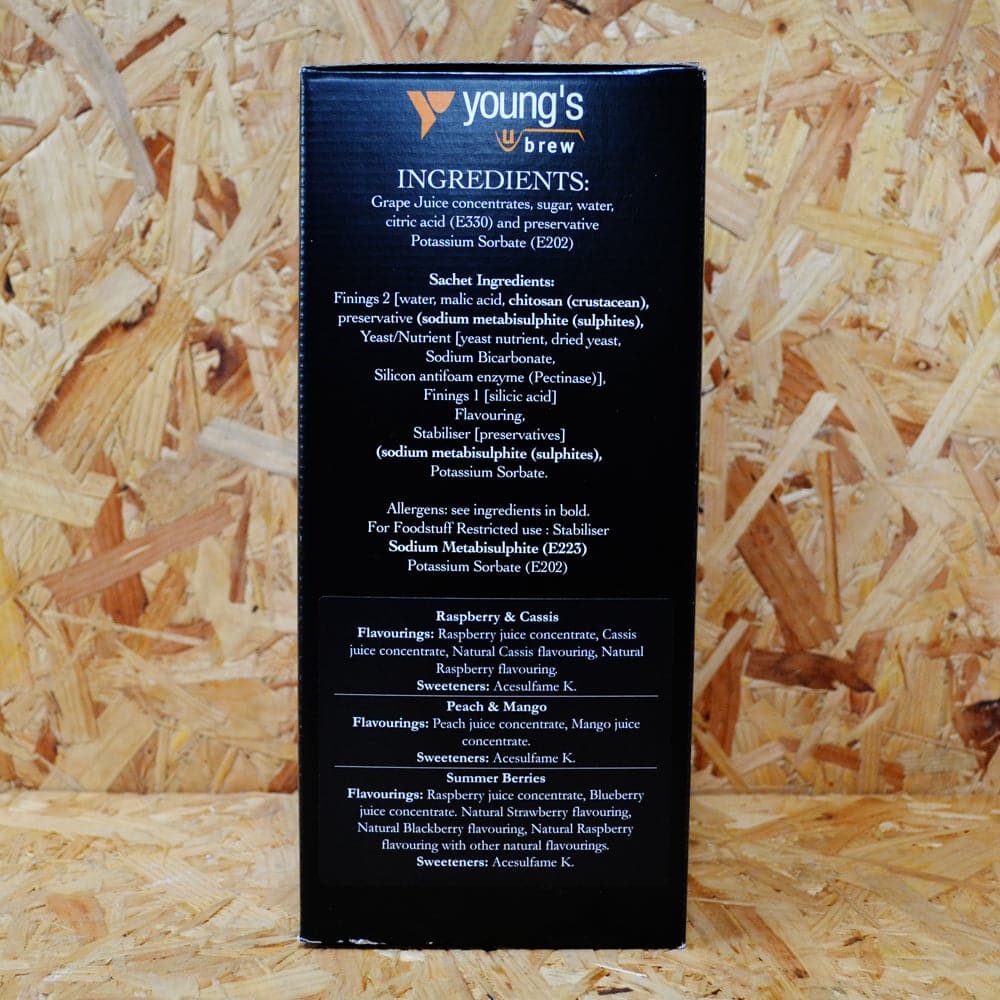 young's
u brew
INGREDIENTS:
Grape Juice concentrates, sugar, water,
citric acid (E330) and preservative
Potassium Sorbate (E202)
Sachet Ingredients:
Finings 2 [water, malic acid, chitosan (crustacean),
preservative (sodium metabisulphite (sulphites),
Yeast/Nutrient [yeast nutrient, dried yeast,
Sodium Bicarbonate,
Silicon antifoam enzyme (Pectinase)],
Finings 1 [silicic acid]
Flavouring,
Stabiliser [preservatives]
(sodium metabisulphite (sulphites),
Potassium Sorbate.
Allergens: see ingredients in bold.
For Foodstuff Restricted use : Stabiliser
Sodium Metabisulphite (E223)
Potassium Sorbate (E202)
Raspberry & Cassis
Flavourings: Raspberry juice concentrate, Cassis
juice concentrate, Natural Cassis flavouring, Natural
Raspberry flavouring.
Sweeteners: Acesulfame K.
Peach & Mango
Flavourings: Peach juice concentrate, Mango juice
concentrate.
Sweeteners: Acesulfame K.
Summer Berries
Flavourings: Raspberry juice concentrate, Blueberry
juice concentrate. Natural Strawberry flavouring,
Natural Blackberry flavouring, Natural Raspberry
flavouring with other natural flavourings.
Sweeteners: Acesulfame K.